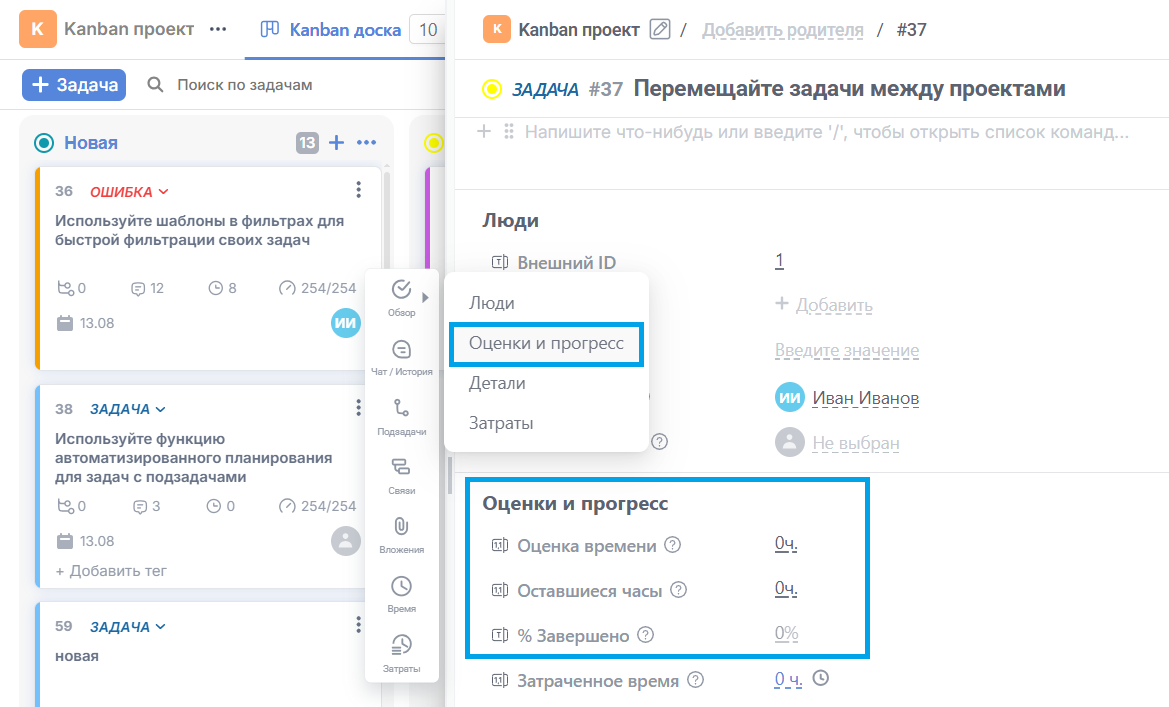 К Kanban проект ••• Kanban доска 10
+ Задача Поиск по задачам
Новая 13 + •••
36 ОШИБКА
Используйте шаблоны в фильтрах для
быстрой фильтрации своих задач
0 12 8 254/254
13.08 ИИ
38 ЗАДАЧА
Используйте функцию
автоматизированного планирования
для задач с подзадачами
0 3 0 254/254
13.08
+ Добавить тег
59 ЗАДАЧА
новая
Обзор
Чат / История
Подзадачи
Связи
Вложения
Время
Затраты
Люди
Оценки и прогресс
Детали
Затраты
К Kanban проект / Добавить родителя / #37
ЗАДАЧА #37 Перемещайте задачи между проектами
+ Напишите что-нибудь или введите '/', чтобы открыть список команд...
Люди
Внешний ID 1
+ Добавить
Введите значение
ИИ Иван Иванов
? Не выбран
Оценки и прогресс
Оценка времени ? 0ч.
Оставшиеся часы ? 0ч.
% Завершено ? 0%
Затраченное время ? 0 ч.